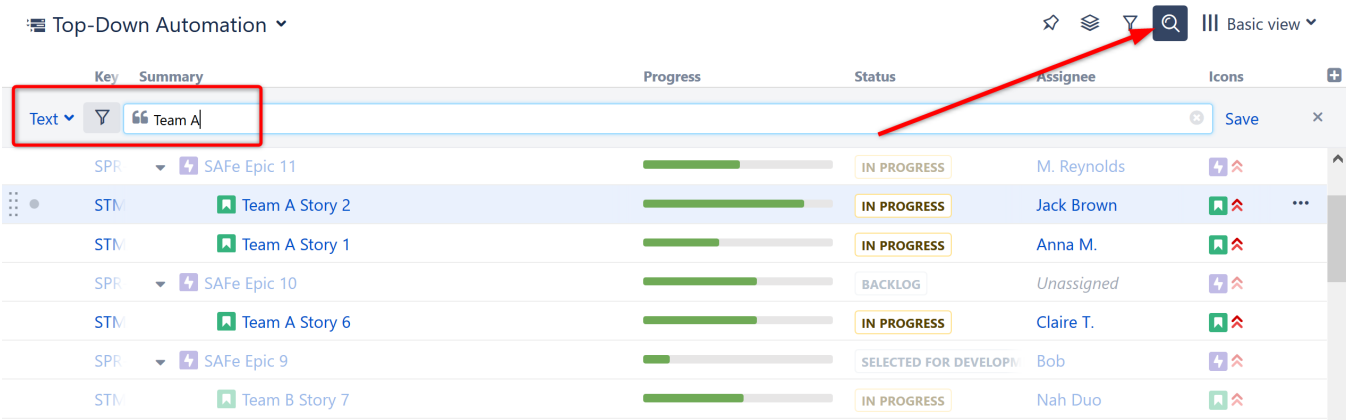 Top-Down Automation Basic view
Key Summary Progress Status Assignee Icons
Text Team A Save
SPR SAFe Epic 11 IN PROGRESS M. Reynolds
STM Team A Story 2 IN PROGRESS Jack Brown
STM Team A Story 1 IN PROGRESS Anna M.
SPR SAFe Epic 10 BACKLOG Unassigned
STM Team A Story 6 IN PROGRESS Claire T.
SPR SAFe Epic 9 SELECTED FOR DEVELOPM Bob
STM Team B Story 7 IN PROGRESS Nah Duo